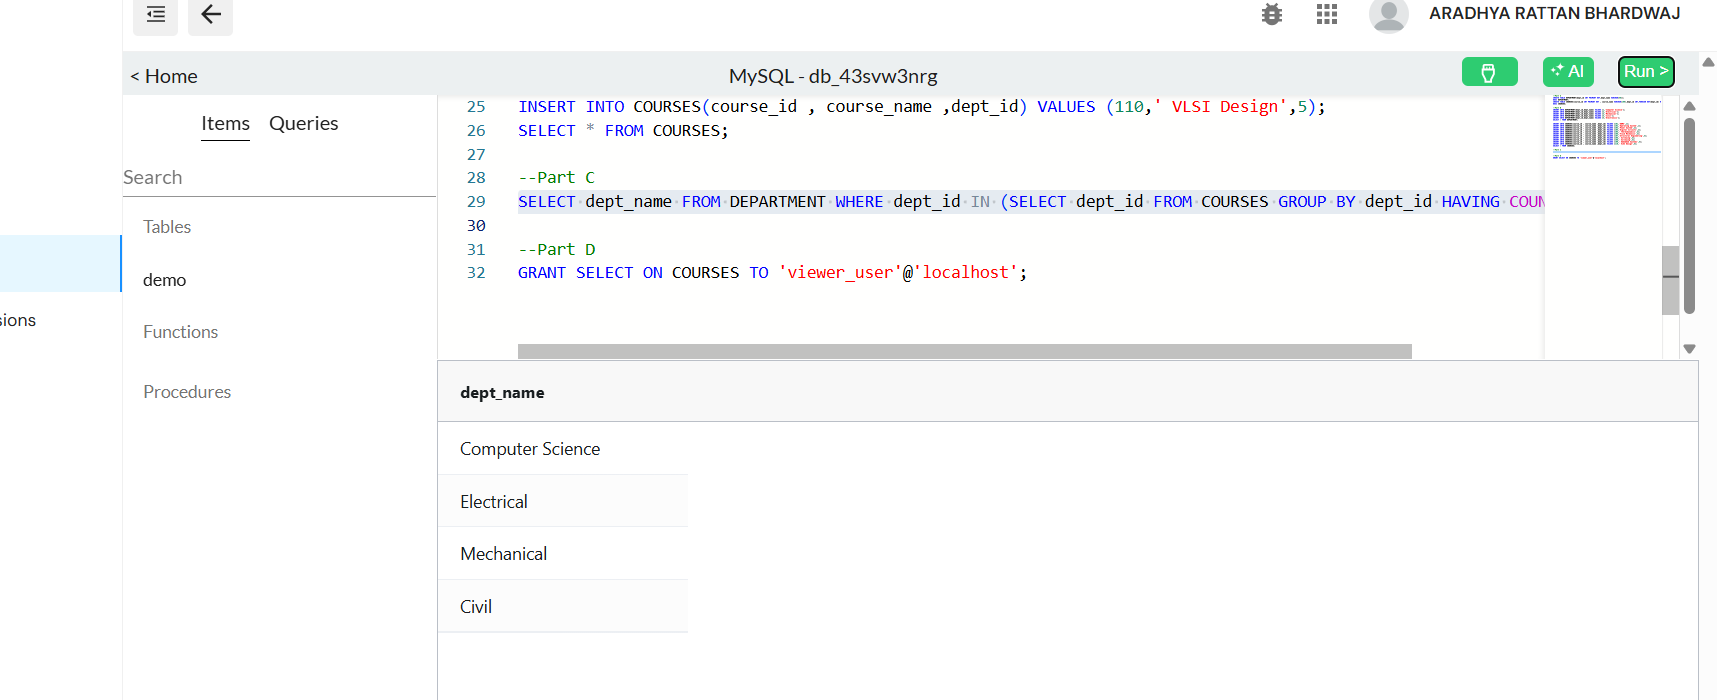 ARADHYA RATTAN BHARDWAJ
< Home
MySQL - db_43svw3nrg
AI
Run >
Items Queries
Search
Tables
demo
Functions
Procedures
sions
25 INSERT INTO COURSES(course_id , course_name ,dept_id) VALUES (110,' VLSI Design',5);
26 SELECT * FROM COURSES;
27
28 --Part C
29 SELECT dept_name FROM DEPARTMENT WHERE dept_id IN (SELECT dept_id FROM COURSES GROUP BY dept_id HAVING COUN
30
31 --Part D
32 GRANT SELECT ON COURSES TO 'viewer_user'@'localhost';
dept_name
Computer Science
Electrical
Mechanical
Civil